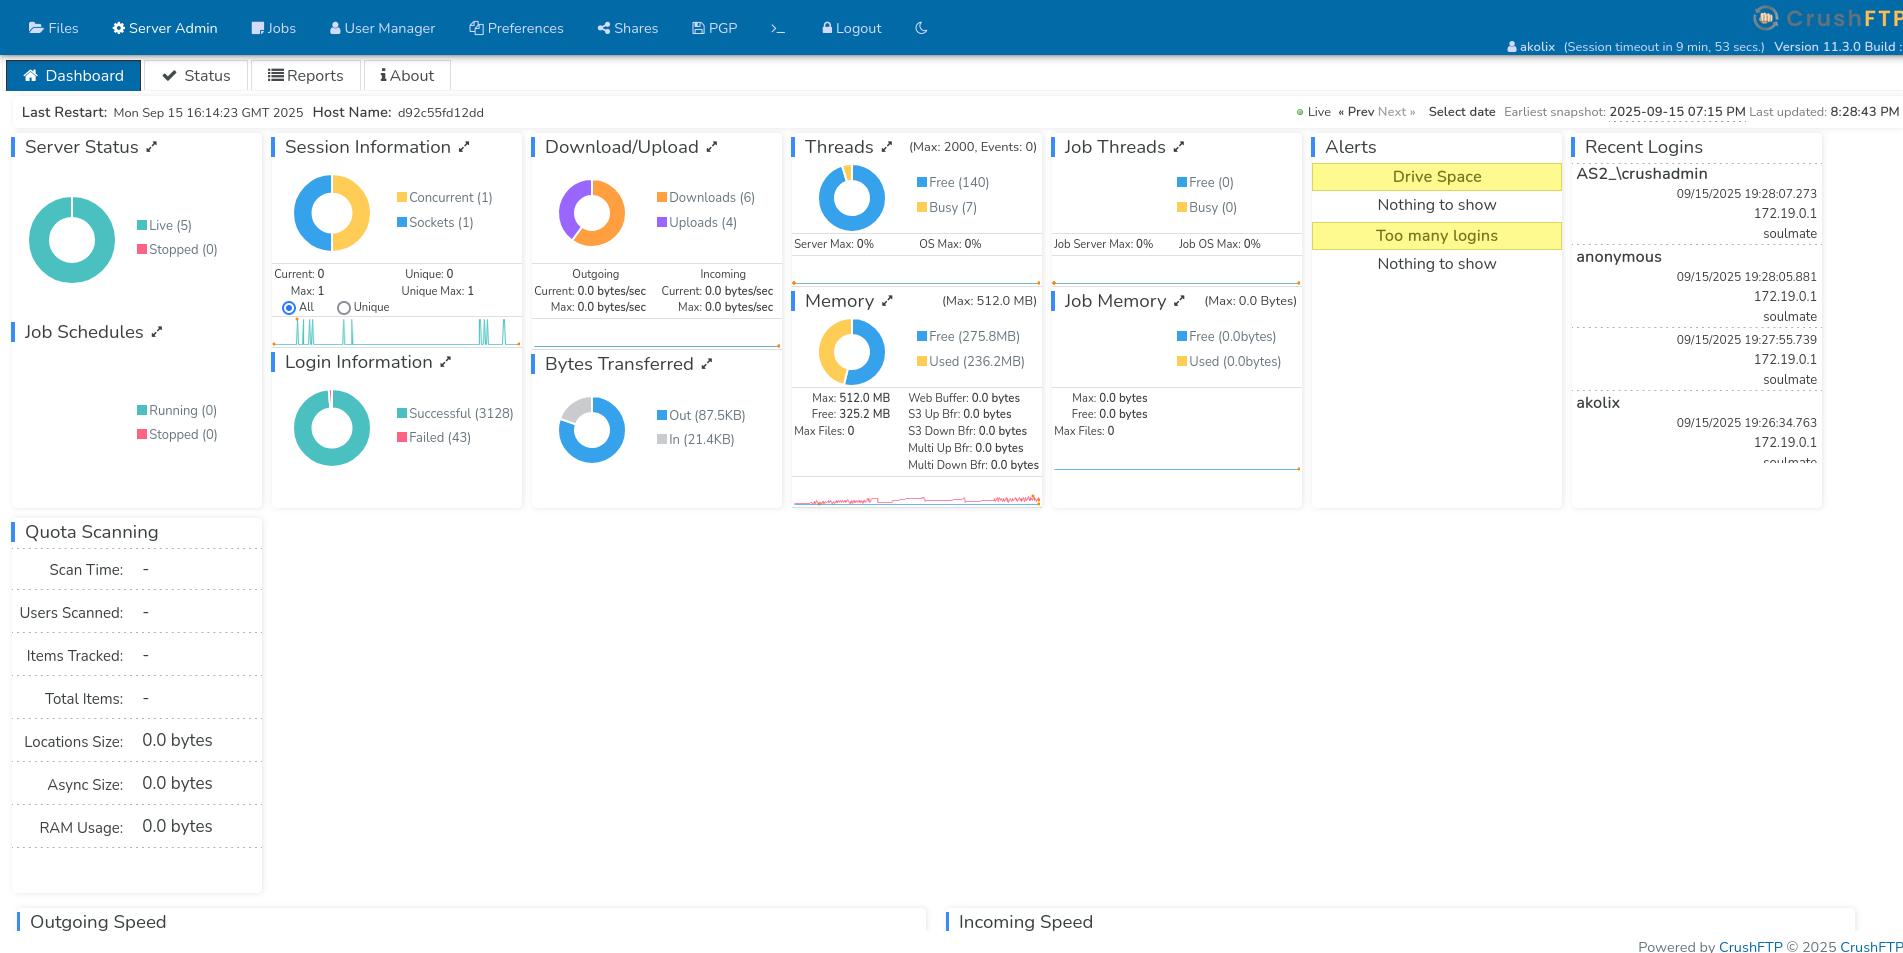 Files Server Admin Jobs User Manager Preferences Shares PGP >_ Logout
CrushFTP
akolix (Session timeout in 9 min, 53 secs.) Version 11.3.0 Build :
Dashboard Status Reports About
Last Restart: Mon Sep 15 16:14:23 GMT 2025 Host Name: d92c55fd12dd
Live « Prev Next » Select date Earliest snapshot: 2025-09-15 07:15 PM Last updated: 8:28:43 PM
Server Status
Live (5)
Stopped (0)
Job Schedules
Running (0)
Stopped (0)
Session Information
Concurrent (1)
Sockets (1)
Current: 0 Unique: 0
Max: 1 Unique Max: 1
All Unique
Login Information
Successful (3128)
Failed (43)
Download/Upload
Downloads (6)
Uploads (4)
Outgoing Incoming
Current: 0.0 bytes/sec Current: 0.0 bytes/sec
Max: 0.0 bytes/sec Max: 0.0 bytes/sec
Bytes Transferred
Out (87.5KB)
In (21.4KB)
Threads (Max: 2000, Events: 0)
Free (140)
Busy (7)
Server Max: 0% OS Max: 0%
Memory (Max: 512.0 MB)
Free (275.8MB)
Used (236.2MB)
Max: 512.0 MB Web Buffer: 0.0 bytes
Free: 325.2 MB S3 Up Bfr: 0.0 bytes
Max Files: 0 S3 Down Bfr: 0.0 bytes
Multi Up Bfr: 0.0 bytes
Multi Down Bfr: 0.0 bytes
Job Threads
Free (0)
Busy (0)
Job Server Max: 0% Job OS Max: 0%
Job Memory (Max: 0.0 Bytes)
Free (0.0bytes)
Used (0.0bytes)
Max: 0.0 bytes
Free: 0.0 bytes
Max Files: 0
Alerts
Drive Space
Nothing to show
Too many logins
Nothing to show
Recent Logins
AS2_\crushadmin
09/15/2025 19:28:07.273
172.19.0.1
soulmate
anonymous
09/15/2025 19:28:05.881
172.19.0.1
soulmate
09/15/2025 19:27:55.739
172.19.0.1
soulmate
akolix
09/15/2025 19:26:34.763
172.19.0.1
soulmate
Quota Scanning
Scan Time: -
Users Scanned: -
Items Tracked: -
Total Items: -
Locations Size: 0.0 bytes
Async Size: 0.0 bytes
RAM Usage: 0.0 bytes
Outgoing Speed
Incoming Speed
Powered by CrushFTP © 2025 CrushFTP